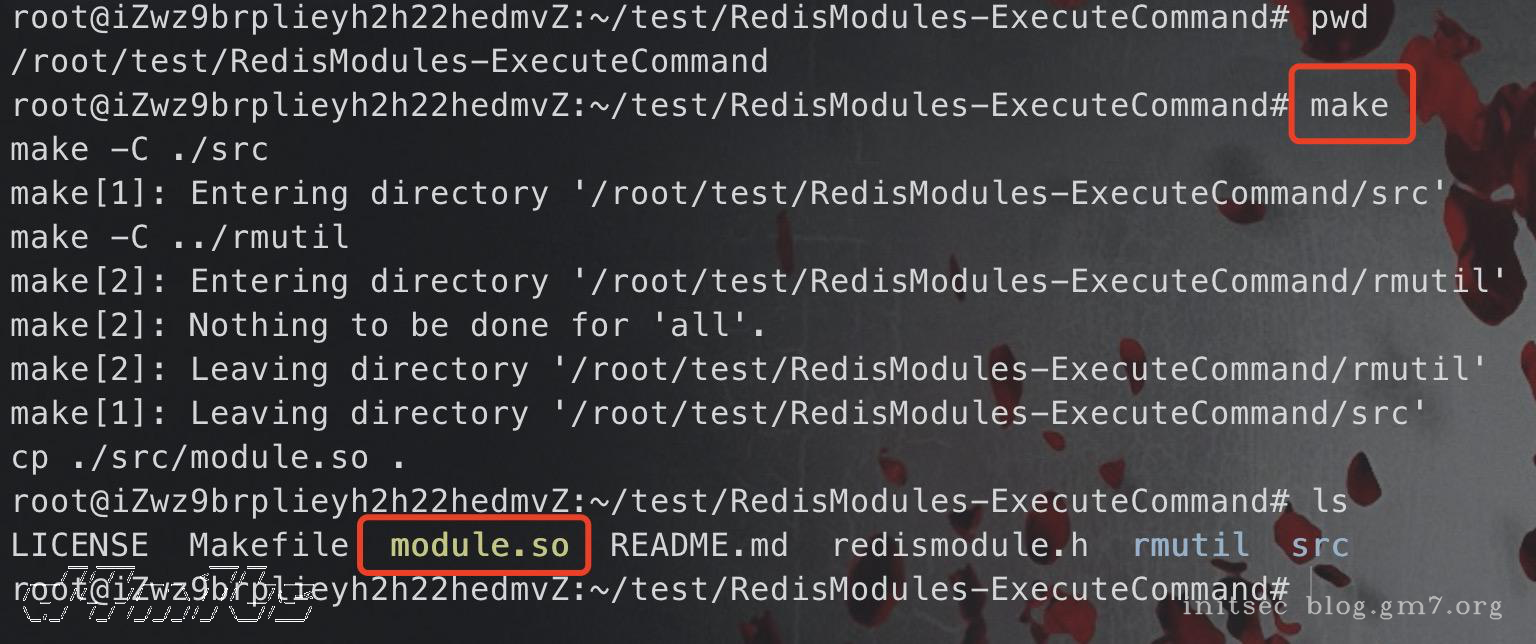 root@iZwz9brplieyh2h22hedmvZ:~/test/RedisModules-ExecuteCommand# pwd
/root/test/RedisModules-ExecuteCommand
root@iZwz9brplieyh2h22hedmvZ:~/test/RedisModules-ExecuteCommand# make
make -C ./src
make[1]: Entering directory '/root/test/RedisModules-ExecuteCommand/src'
make -C ../rmutil
make[2]: Entering directory '/root/test/RedisModules-ExecuteCommand/rmutil'
make[2]: Nothing to be done for 'all'.
make[2]: Leaving directory '/root/test/RedisModules-ExecuteCommand/rmutil'
make[1]: Leaving directory '/root/test/RedisModules-ExecuteCommand/src'
cp ./src/module.so .
root@iZwz9brplieyh2h22hedmvZ:~/test/RedisModules-ExecuteCommand# ls
LICENSE Makefile module.so README.md redismodule.h rmutil src
root@iZwz9brplieyh2h22hedmvZ:~/test/RedisModules-ExecuteCommand#
initsec blog.gm7.org